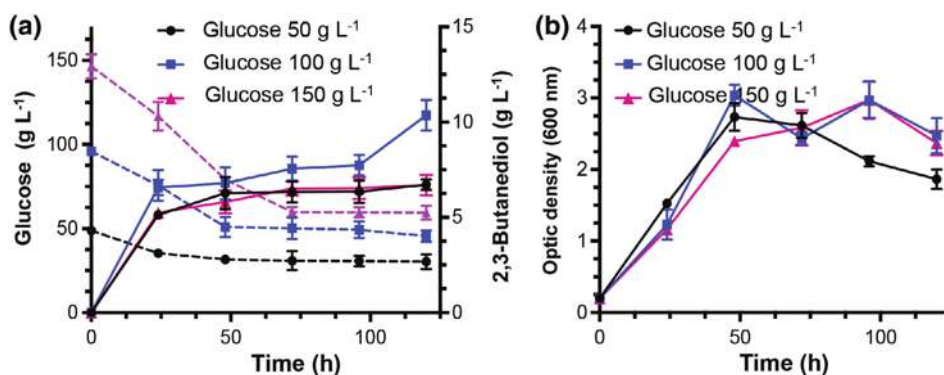 (a)
Glucose 50 g L-1
Glucose 100 g L-1
Glucose 150 g L-1
Glucose
(g L-1)
150
100
50
0
15
10
5
0
2,3-Butanediol (g L-1)
0 50 100
Time (h)
(b)
Glucose 50 g L-1
Glucose 100 g L-1
Glucose 150 g L-1
Optic density (600 nm)
4
3
2
1
0
0 50 100
Time (h)